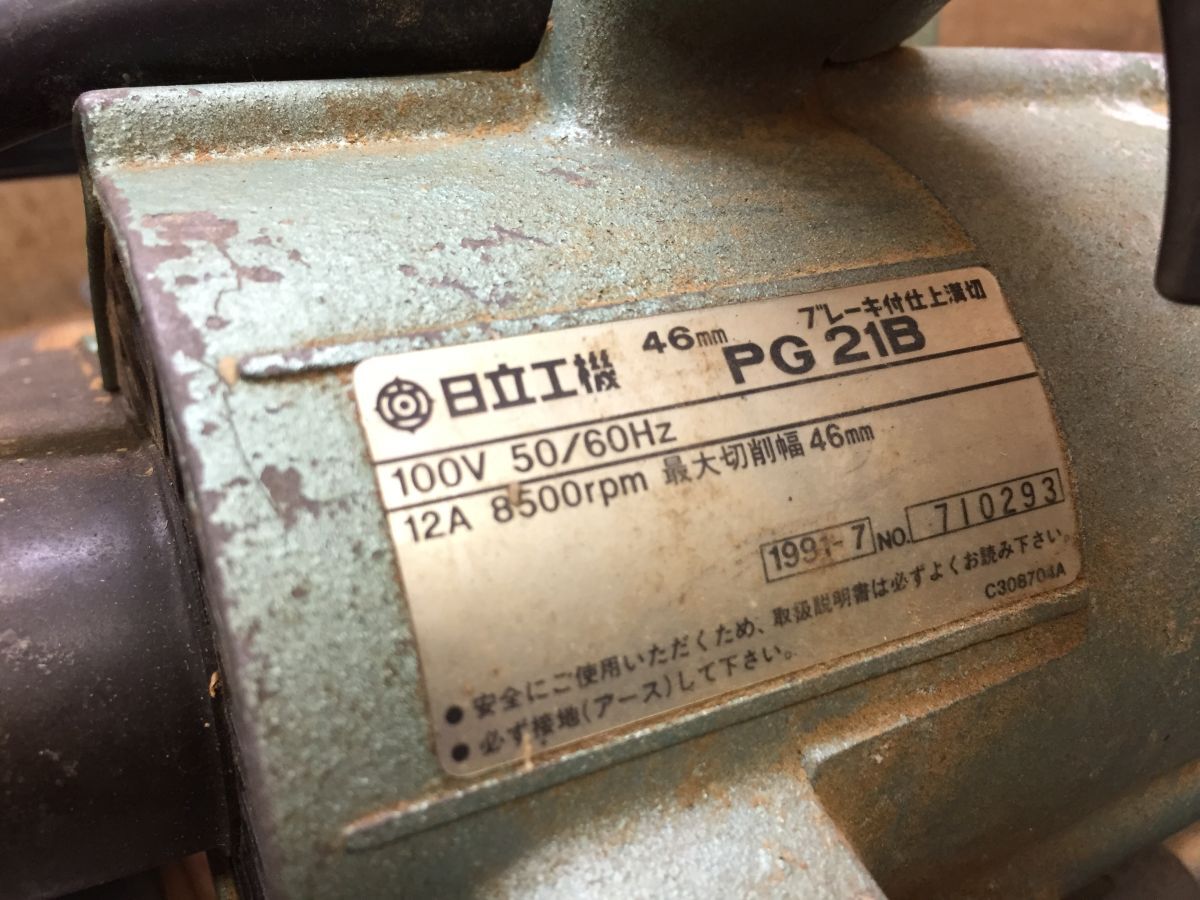 ブレーキ付仕上溝切
日立工機 46mm PG 21B
100V 50/60Hz
12A 8500rpm 最大切削幅 46mm
1991-7 NO. 710293
●安全にご使用いただくため、取扱説明書は必ずよくお読み下さい。
●必ず接地(アース)して下さい。
C308704A